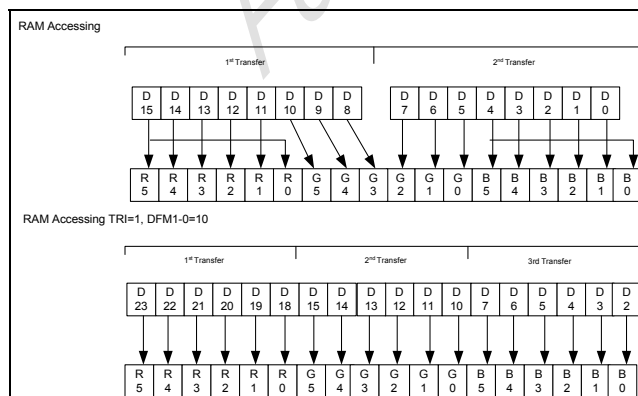 RAM Accessing
1st Transfer 2nd Transfer
D D D D D D D D D D D D D D D D
15 14 13 12 11 10 9 8 7 6 5 4 3 2 1 0
R R R R R R G G G G G G B B B B B B
5 4 3 2 1 0 5 4 3 2 1 0 5 4 3 2 1 0
RAM Accessing TRI=1, DFM1-0=10
1st Transfer 2nd Transfer 3rd Transfer
D D D D D D D D D D D D D D D D D D
23 22 21 20 19 18 15 14 13 12 11 10 7 6 5 4 3 2
R R R R R R G G G G G G B B B B B B
5 4 3 2 1 0 5 4 3 2 1 0 5 4 3 2 1 0